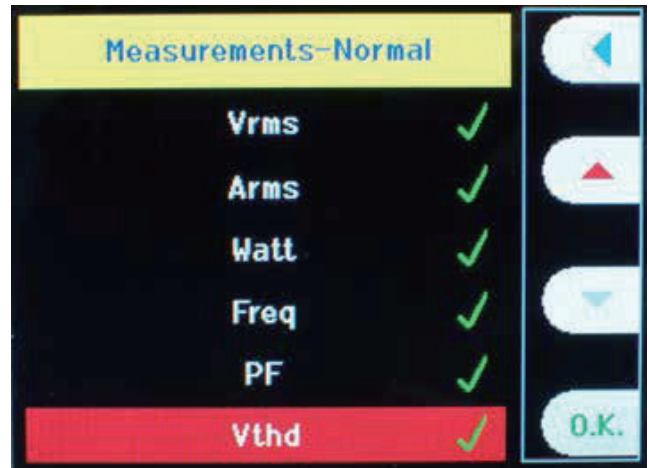 Measurements-Normal
Vrms
Arms
Watt
Freq
PF
Vthd
O.K.